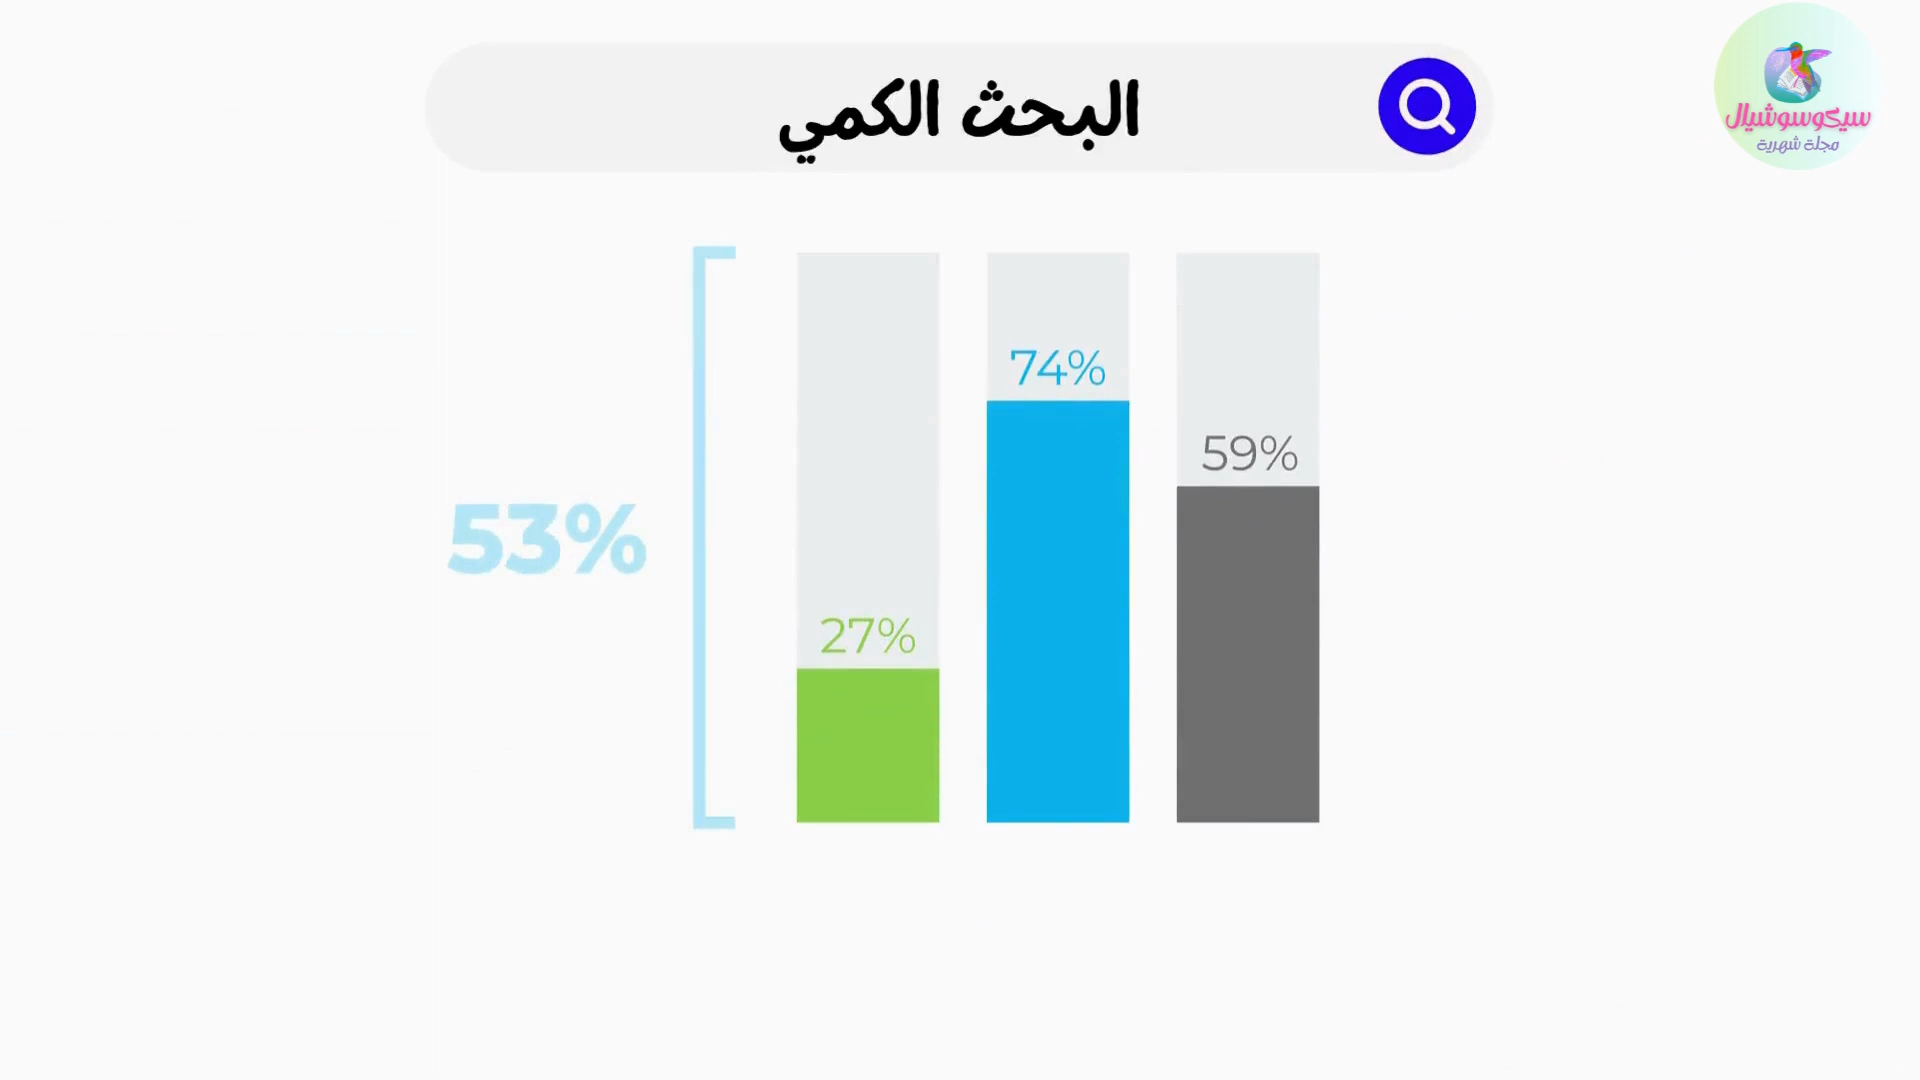 البحث الكمي
سيكوسوشيال
مجلة شهرية
74%
59%
53%
27%